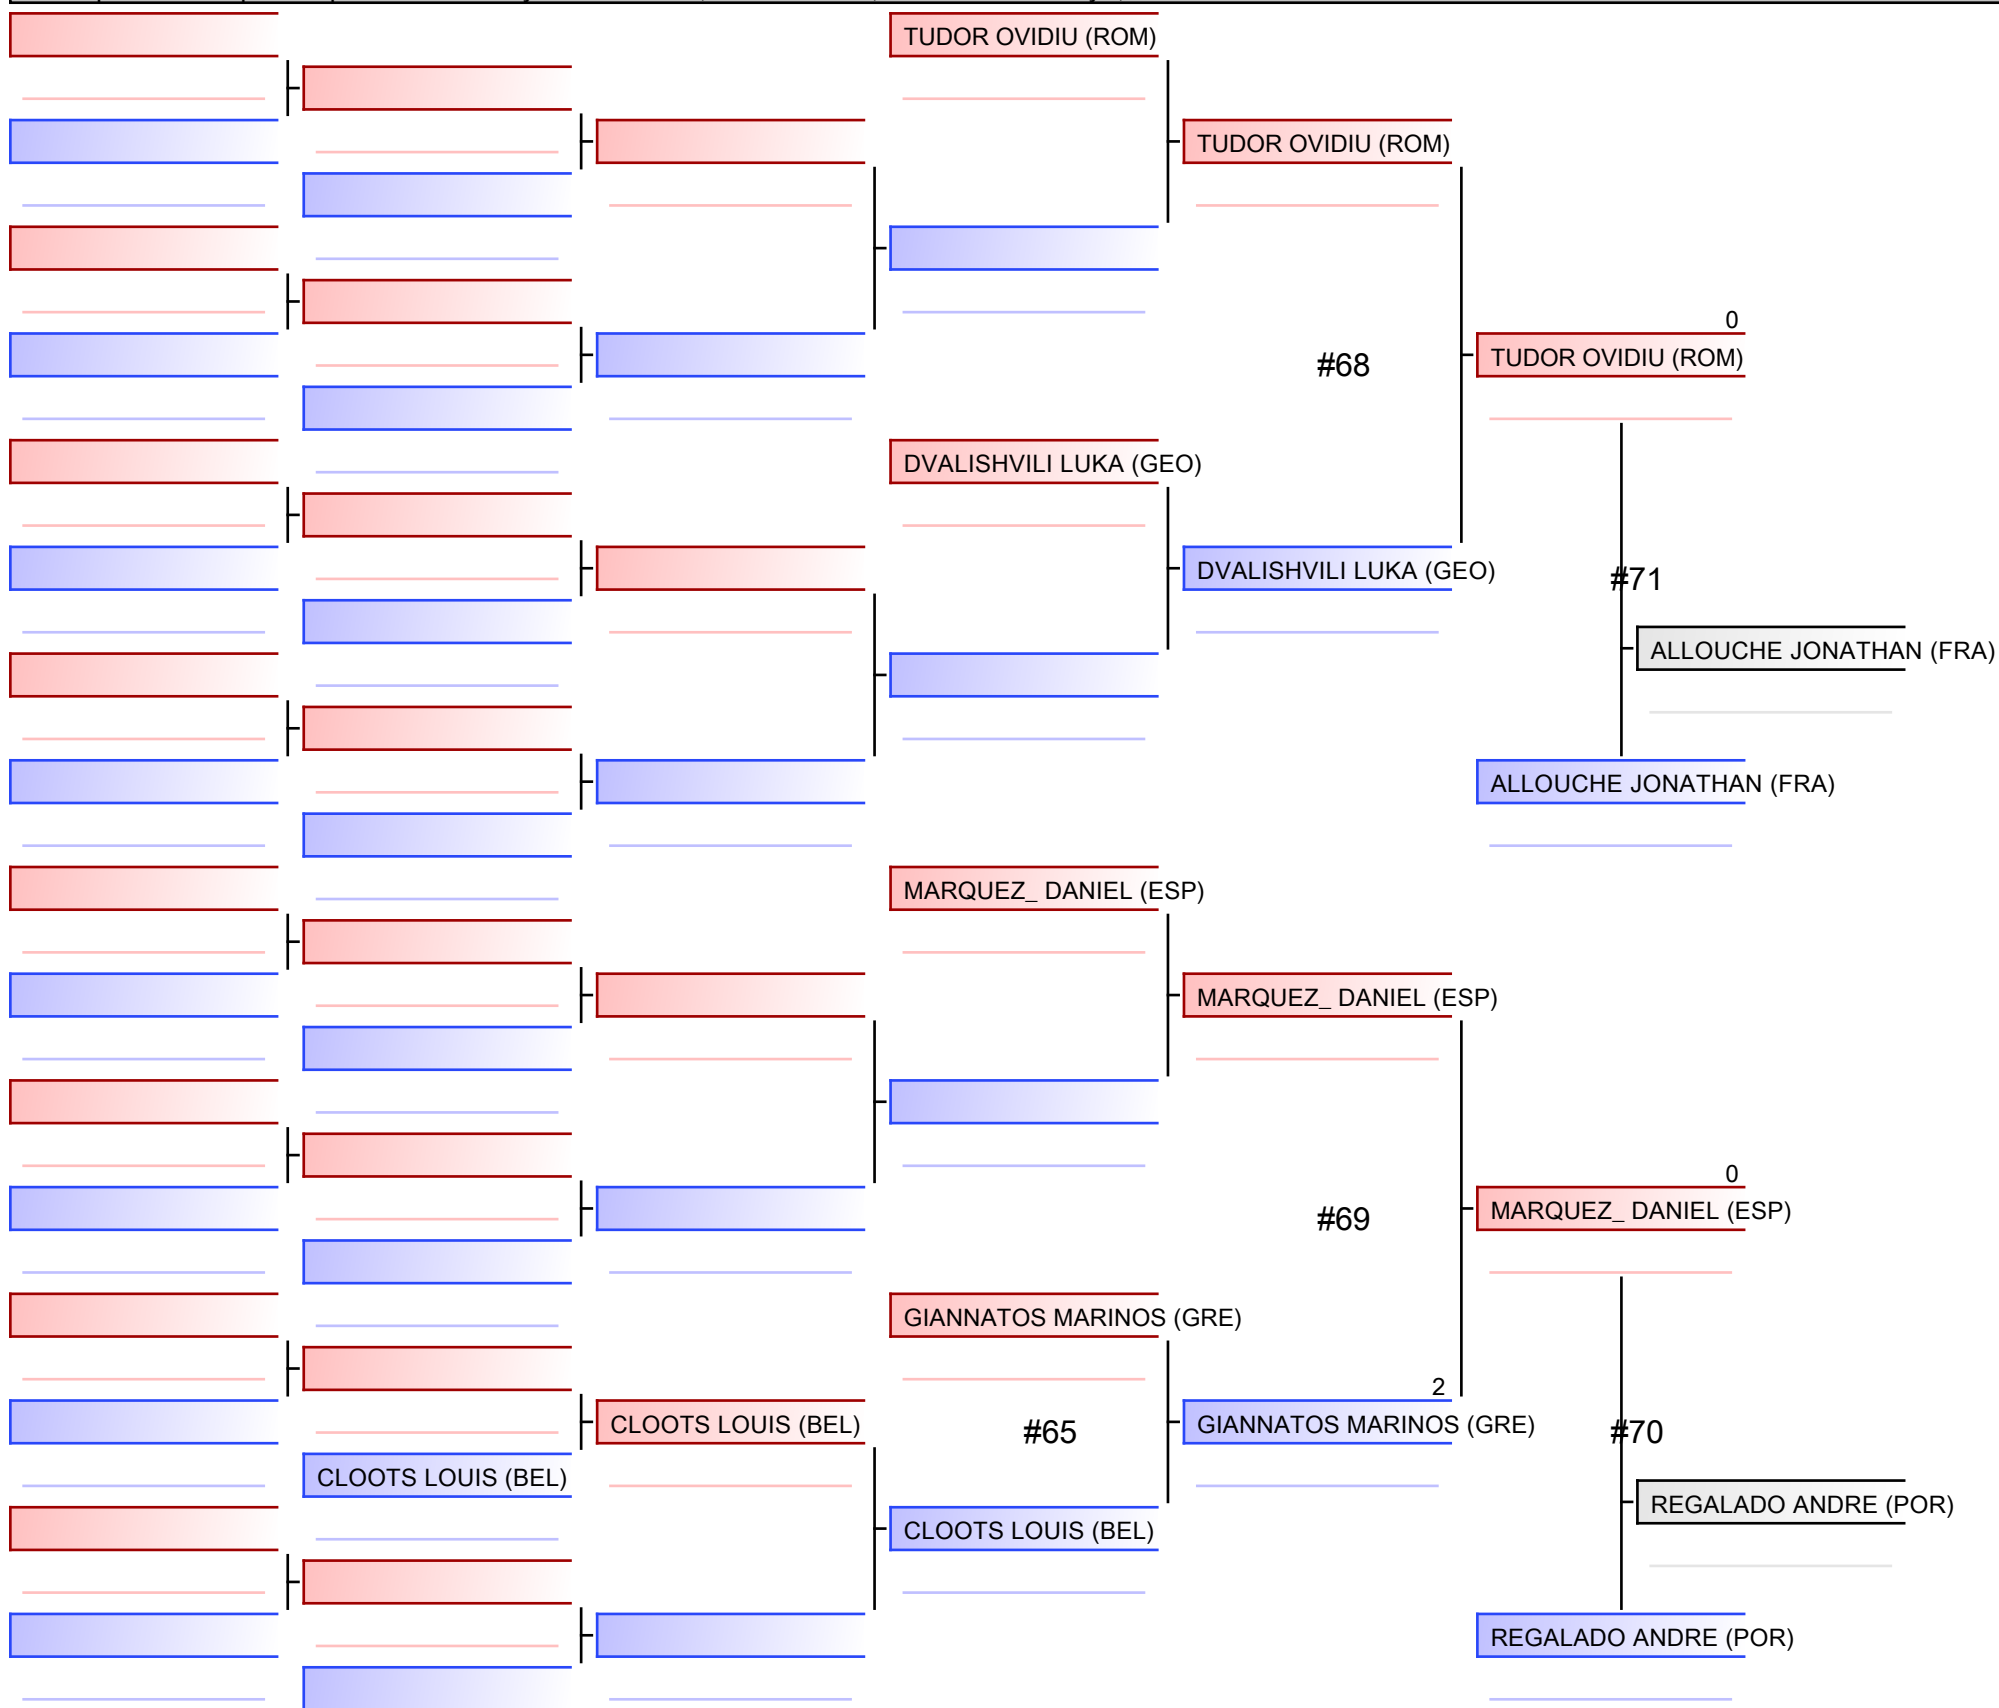 TUDOR OVIDIU (ROM)
TUDOR OVIDIU (ROM)
0
#68
TUDOR OVIDIU (ROM)
DVALISHVILI LUKA (GEO)
DVALISHVILI LUKA (GEO)
#71
ALLOUCHE JONATHAN (FRA)
ALLOUCHE JONATHAN (FRA)
MARQUEZ_ DANIEL (ESP)
MARQUEZ_ DANIEL (ESP)
0
#69
MARQUEZ_ DANIEL (ESP)
GIANNATOS MARINOS (GRE)
2
CLOOTS LOUIS (BEL)
#65
GIANNATOS MARINOS (GRE)
#70
CLOOTS LOUIS (BEL)
REGALADO ANDRE (POR)
CLOOTS LOUIS (BEL)
REGALADO ANDRE (POR)